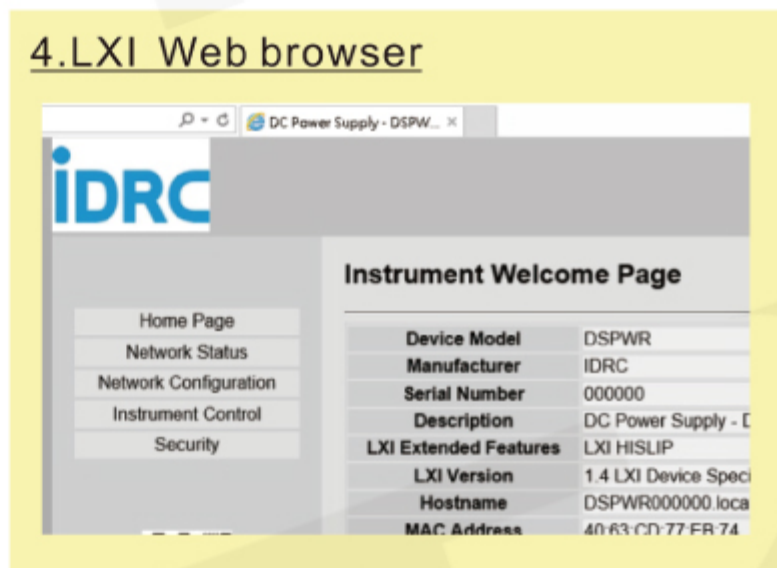 4.LXI Web browser
DC Power Supply - DSPW...
iDRC
Instrument Welcome Page
Home Page
Network Status
Network Configuration
Instrument Control
Security
Device Model DSPWR
Manufacturer IDRC
Serial Number 000000
Description DC Power Supply - D
LXI Extended Features LXI HISLIP
LXI Version 1.4 LXI Device Speci
Hostname DSPWR000000.loca
MAC Address 40:63:CD:77:EB:74